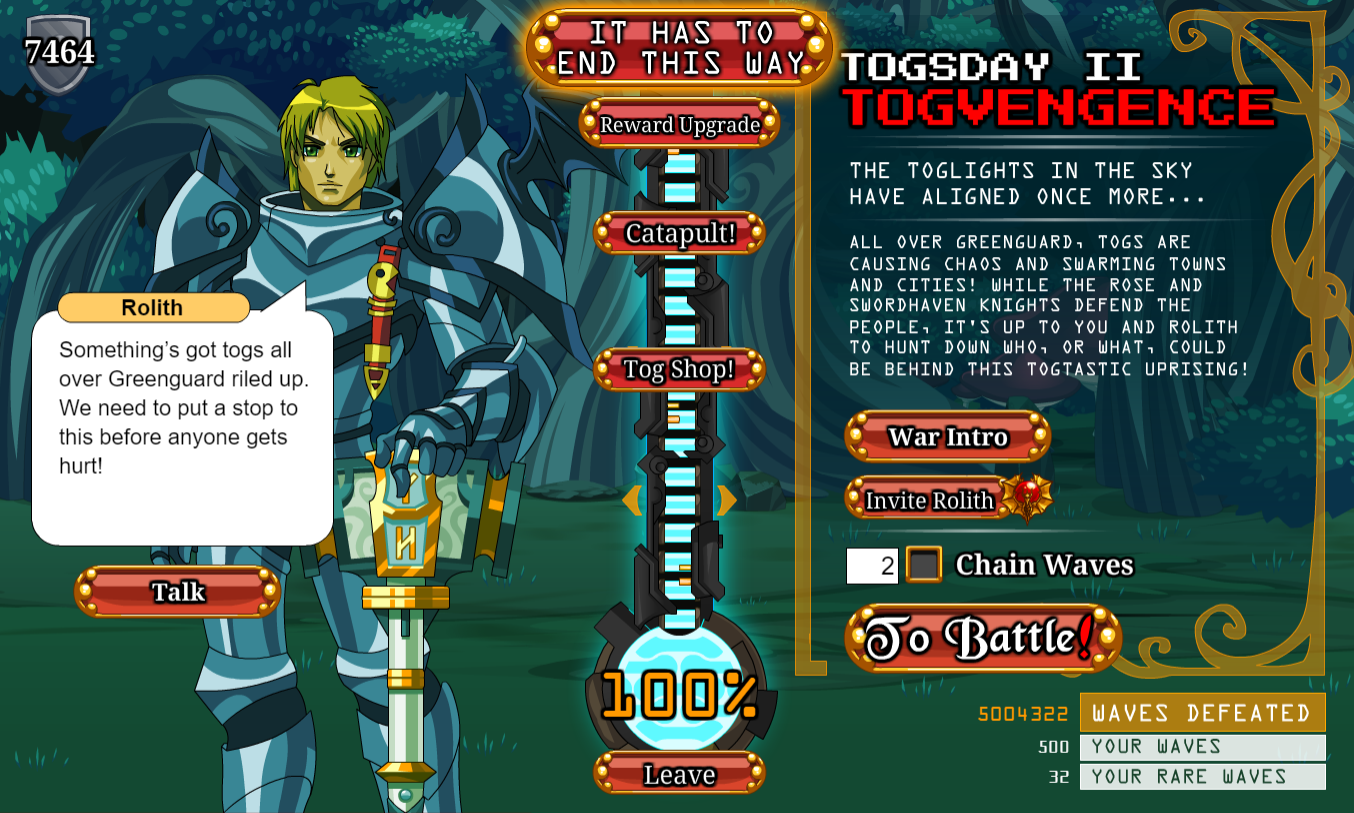 7464
IT HAS TO
END THIS WAY
Reward Upgrade
Catapult!
Tog Shop!
100%
Leave
Rolith
Something's got togs all
over Greenguard riled up.
We need to put a stop to
this before anyone gets
hurt!
Talk
TOGSDAY II
TOGVENGENCE
THE TOGLIGHTS IN THE SKY
HAVE ALIGNED ONCE MORE...
ALL OVER GREENGUARD, TOGS ARE
CAUSING CHAOS AND SWARMING TOWNS
AND CITIES! WHILE THE ROSE AND
SWORDHAVEN KNIGHTS DEFEND THE
PEOPLE, IT'S UP TO YOU AND ROLITH
TO HUNT DOWN WHO, OR WHAT, COULD
BE BEHIND THIS TOGTASTIC UPRISING!
War Intro
Invite Rolith
2 Chain Waves
To Battle!
5004322 WAVES DEFEATED
500 YOUR WAVES
32 YOUR RARE WAVES